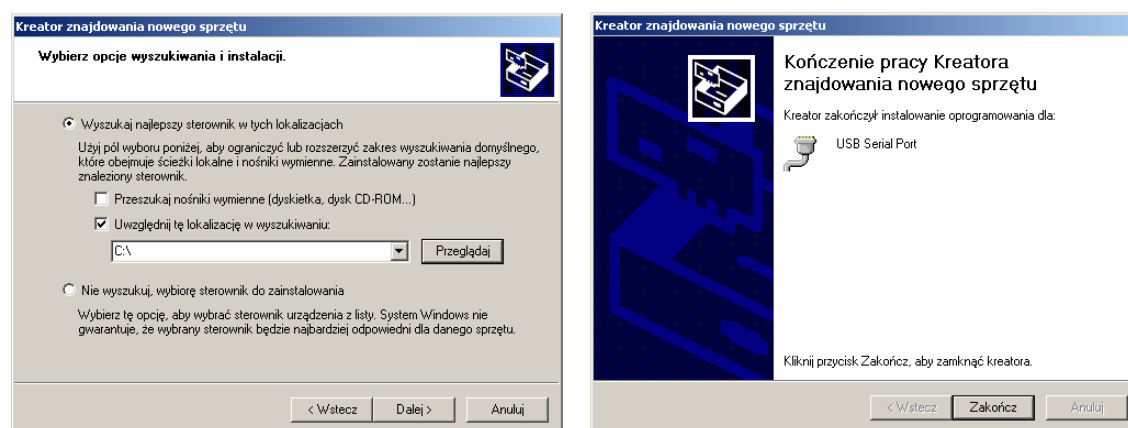 Kreator znajdowania nowego sprzętu
Wybierz opcje wyszukiwania i instalacji.
Wyszukaj najlepszy sterownik w tych lokalizacjach
Użyj pól wyboru poniżej, aby ograniczyć lub rozszerzyć zakres wyszukiwania domyślnego,
które obejmuje ścieżki lokalne i nośniki wymienne. Zainstalowany zostanie najlepszy
znaleziony sterownik.
Przeszukaj nośniki wymienne (dyskietka, dysk CD-ROM...)
Uwzględnij tę lokalizację w wyszukiwaniu:
C:\
Przeglądaj
Nie wyszukuj, wybiorę sterownik do zainstalowania
Wybierz tę opcję, aby wybrać sterownik urządzenia z listy. System Windows nie
gwarantuje, że wybrany sterownik będzie najbardziej odpowiedni dla danego sprzętu.
< Wstecz
Dalej >
Anuluj
Kreator znajdowania nowego sprzętu
Kończenie pracy Kreatora
znajdowania nowego sprzętu
Kreator zakończył instalowanie oprogramowania dla:
USB Serial Port
Kliknij przycisk Zakończ, aby zamknąć kreatora.
< Wstecz
Zakończ
Anuluj